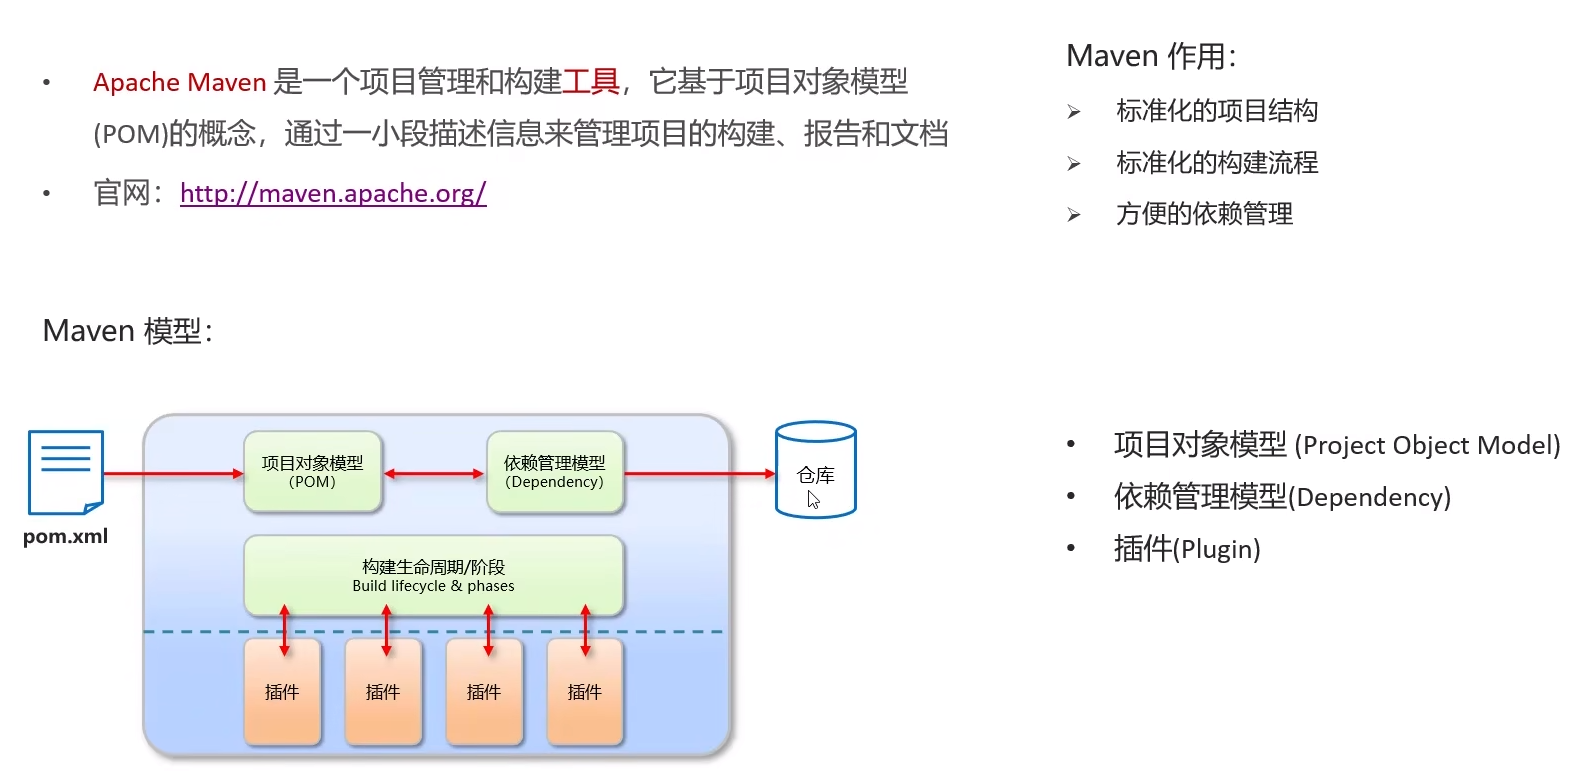 Apache Maven 是一个项目管理和构建工具，它基于项目对象模型
(POM)的概念，通过一小段描述信息来管理项目的构建、报告和文档
官网：http://maven.apache.org/
Maven 作用：
标准化的项目结构
标准化的构建流程
方便的依赖管理
Maven 模型：
pom.xml
项目对象模型
（POM）
依赖管理模型
（Dependency）
仓库
构建生命周期/阶段
Build lifecycle & phases
插件
插件
插件
插件
项目对象模型 (Project Object Model)
依赖管理模型(Dependency)
插件(Plugin)